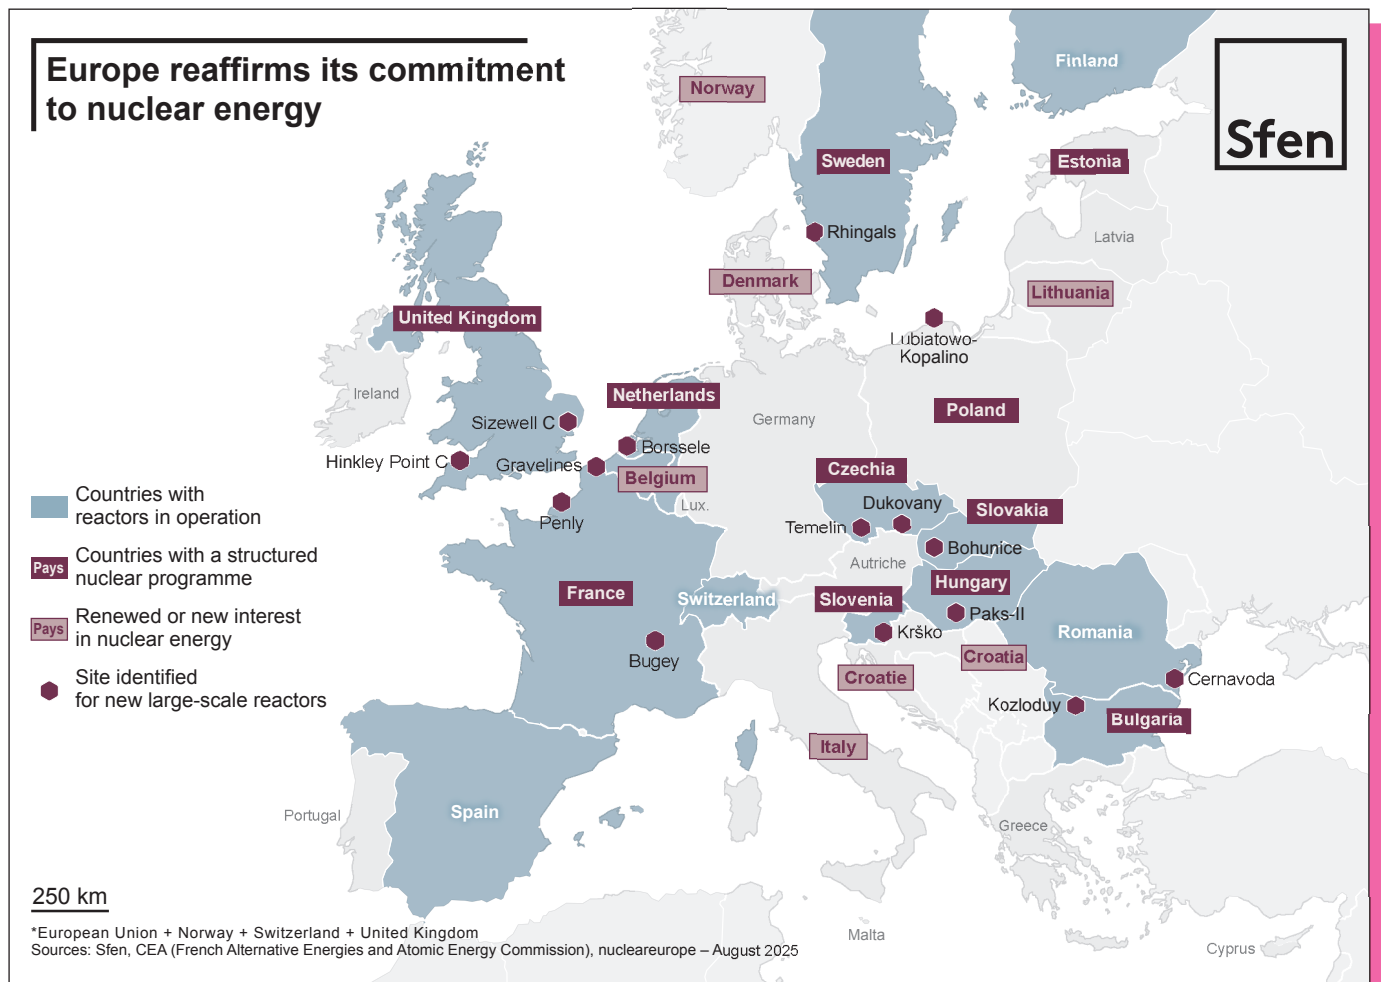 Europe reaffirms its commitment
to nuclear energy
Sfen
Finland
Norway
Sweden
Estonia
Rhingals
Latvia
Denmark
Lithuania
United Kingdom
Lubiatowo-
Kopalino
Ireland
Netherlands
Poland
Germany
Sizewell C
Borssele
Hinkley Point C
Gravelines
Belgium
Czechia
Lux.
Dukovany
Slovakia
Penly
Temelin
Bohunice
Autriche
Hungary
France
Switzerland
Slovenia
Paks-II
Krško
Romania
Bugey
Croatia
Croatie
Cernavoda
Kozloduy
Bulgaria
Italy
Portugal
Spain
Greece
Malta
Cyprus
Countries with
reactors in operation
Pays
Countries with a structured
nuclear programme
Pays
Renewed or new interest
in nuclear energy
Site identified
for new large-scale reactors
250 km
*European Union + Norway + Switzerland + United Kingdom
Sources: Sfen, CEA (French Alternative Energies and Atomic Energy Commission), nucleareurope – August 2025